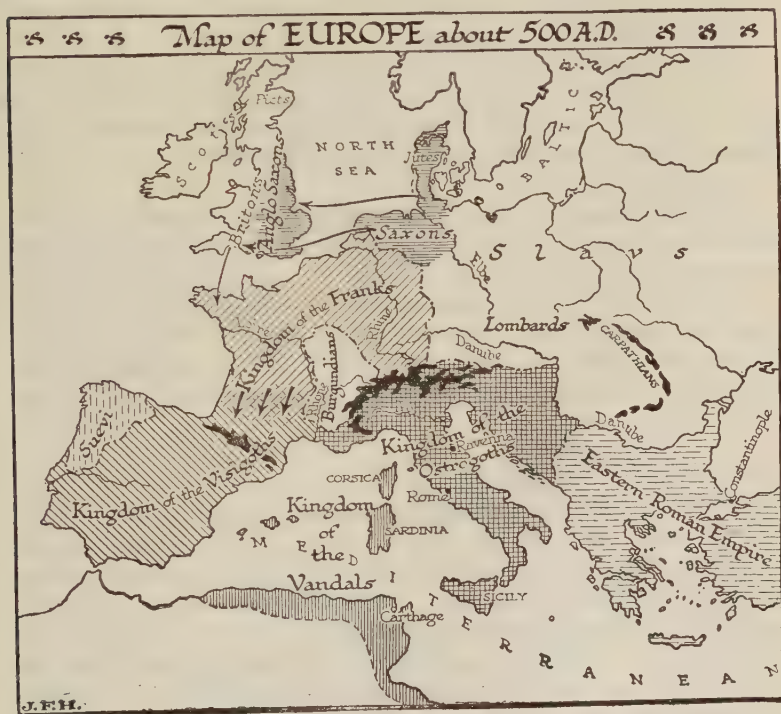 Map of EUROPE about 500 A.D.
Picts
SCOTS
NORTH
SEA
Jutes
BALTIC
Britons
Anglo Saxons
Saxons
Slavs
Elbe
Loire
Kingdom of the Franks
Rhine
Lombards
CARPATHIANS
Danube
Burgundians
Rhone
Suevi
Kingdom of the Visigoths
Kingdom of the
Ostrogoths
Ravenna
Danube
Constantinople
Eastern Roman Empire
CORSICA
Rome
Kingdom
of
the
Vandals
SARDINIA
MEDITERRANEAN
SICILY
Carthage
J.F.H.